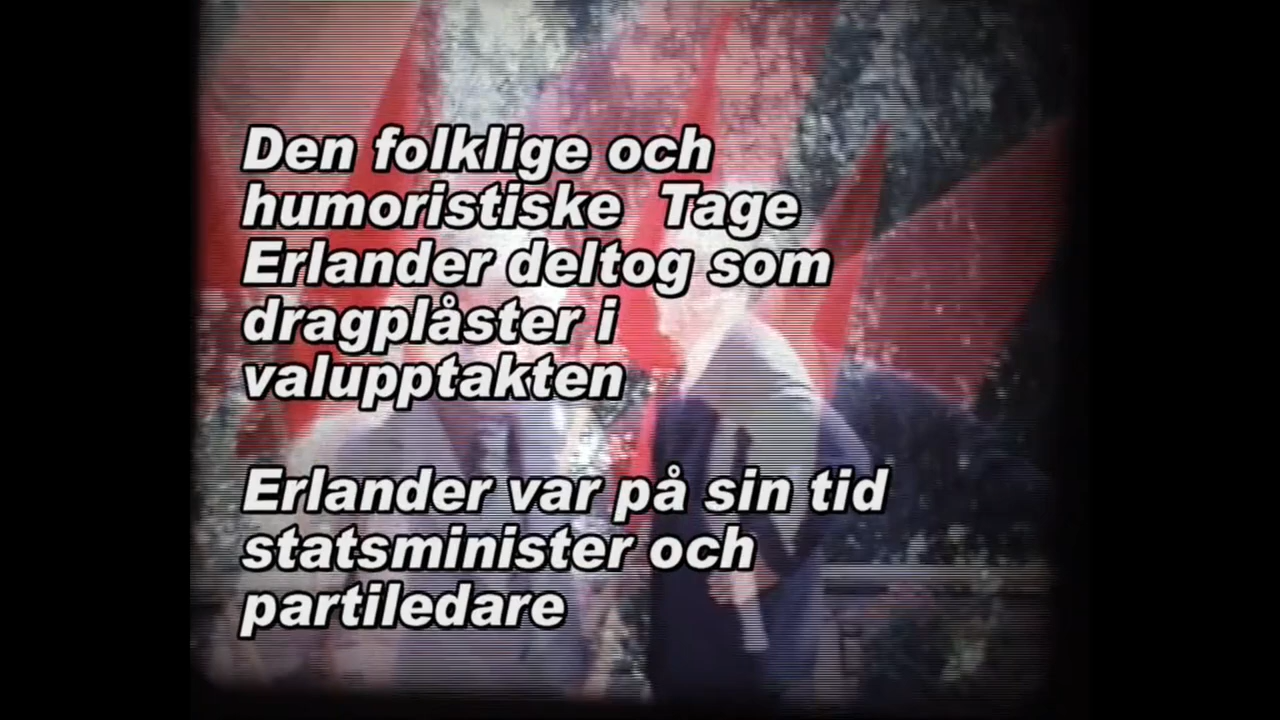 Den folklige och
humoristiske  Tage
Erlander deltog som
dragplåster i
valupptakten
Erlander var på sin tid
statsminister och
partiledare